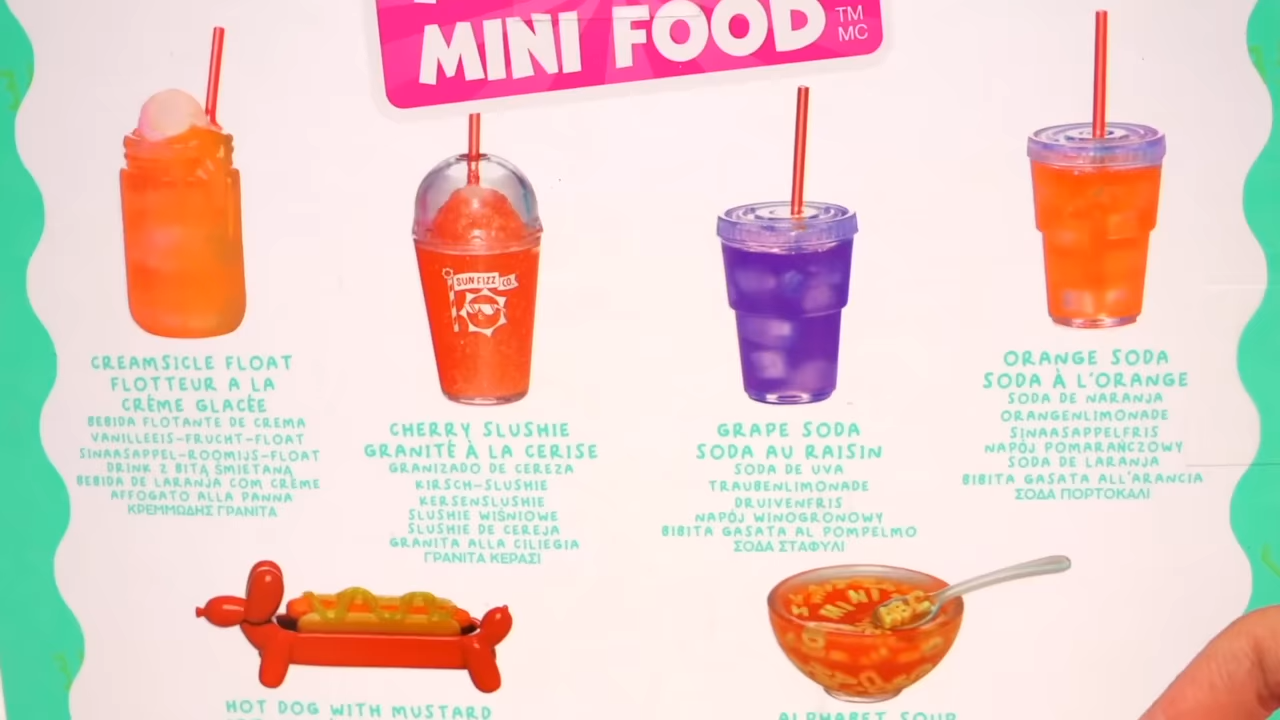 MINI FOOD
TM
MC
SUN FIZZ CO.
CREAMSICLE FLOAT
FLOTTEUR A LA
CRÈME GLACÉE
BEBIDA FLOTANTE DE CREMA
VANILLEEIS-FRUCHT-FLOAT
SINAASAPPEL-ROOMIJS-FLOAT
DRINK Z BITĄ ŚMIETANĄ
BEBIDA DE LARANJA COM CRÈME
AFFOGATO ALLA PANNA
ΚΡΕΜΜΩΔΗΣ ΓΡΑΝΙΤΑ
CHERRY SLUSHIE
GRANITÉ À LA CERISE
GRANIZADO DE CEREZA
KIRSCH-SLUSHIE
KERSENSLUSHIE
SLUSHIE WIŚNIOWE
SLUSHIE DE CEREJA
GRANITA ALLA CILIEGIA
ΓΡΑΝΙΤΑ ΚΕΡΑΣΙ
GRAPE SODA
SODA AU RAISIN
SODA DE UVA
TRAUBENLIMONADE
DRUIVENFRIS
NAPÓJ WINOGRONOWY
BIBITA GASATA AL POMPELMO
ΣΟΔΑ ΣΤΑΦΥΛΙ
ORANGE SODA
SODA À L'ORANGE
SODA DE NARANJA
ORANGENLIMONADE
SINAASAPPELFRIS
NAPÓJ POMARAŃCZOWY
SODA DE LARANJA
BIBITA GASATA ALL'ARANCIA
ΣΟΔΑ ΠΟΡΤΟΚΑΛΙ
MINI
HOT DOG WITH MUSTARD
ALPHABET SOUP